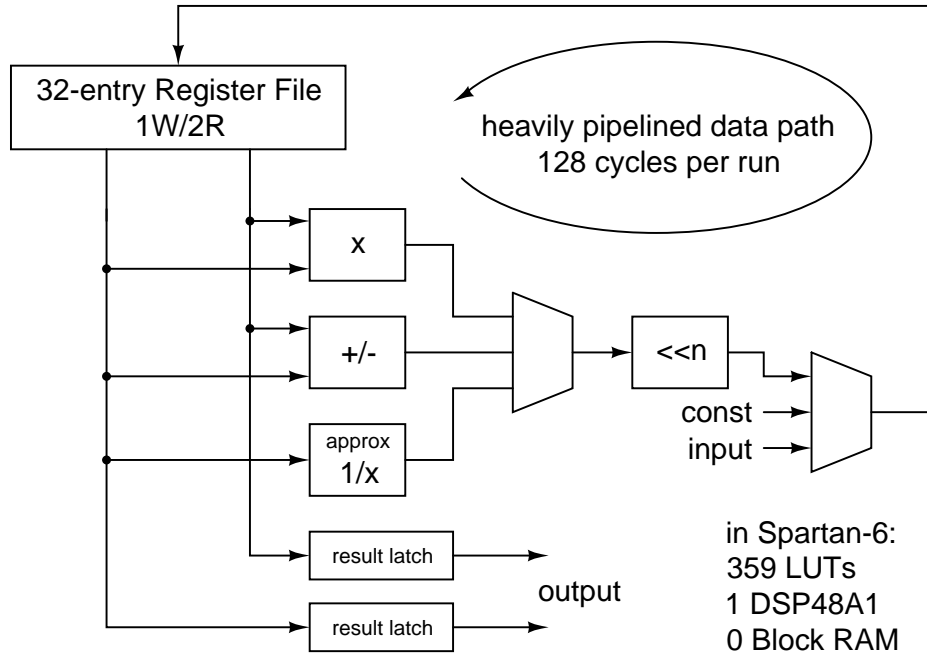 32-entry Register File
1W/2R
heavily pipelined data path
128 cycles per run
x
+/-
<<n
approx
1/x
const
input
result latch
result latch
output
in Spartan-6:
359 LUTs
1 DSP48A1
0 Block RAM